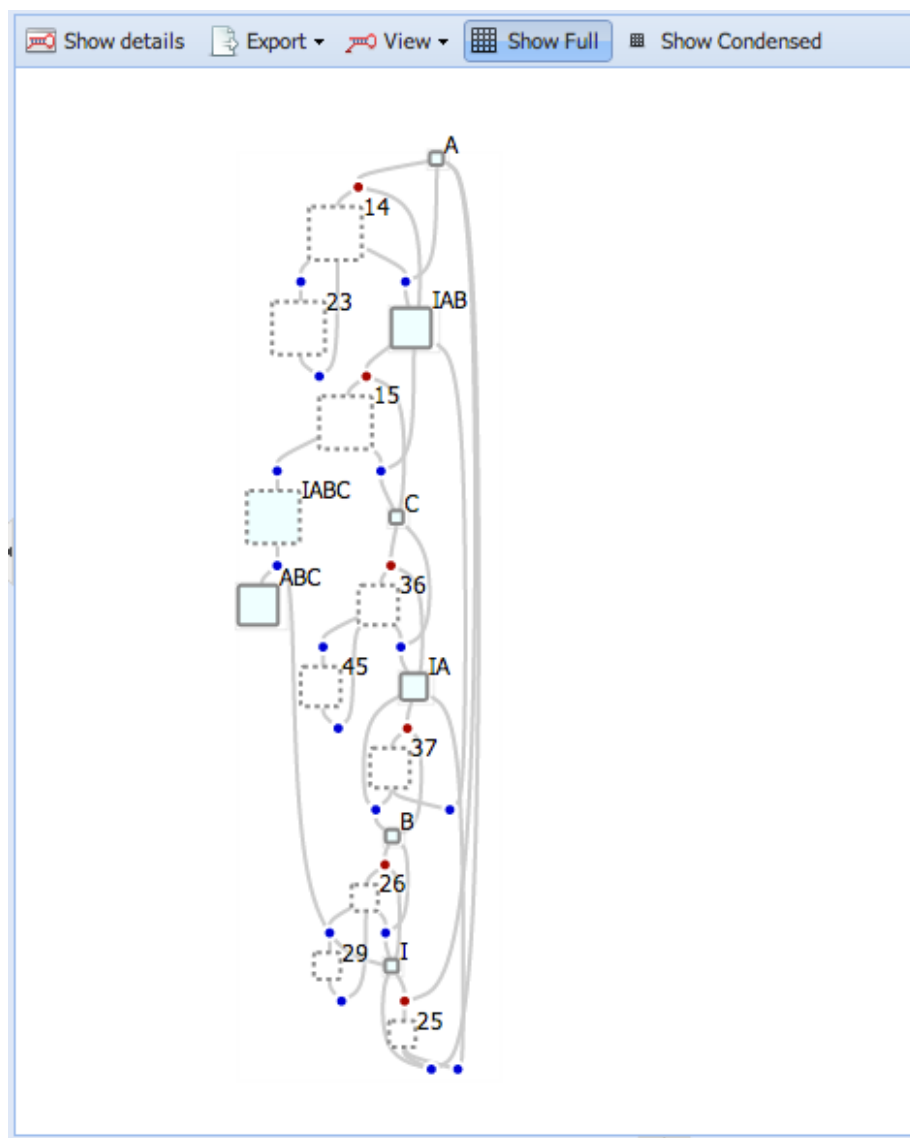 Show details Export View Show Full Show Condensed
A
14
23
IAB
15
IABC
C
ABC
36
45
IA
37
B
26
29
I
25